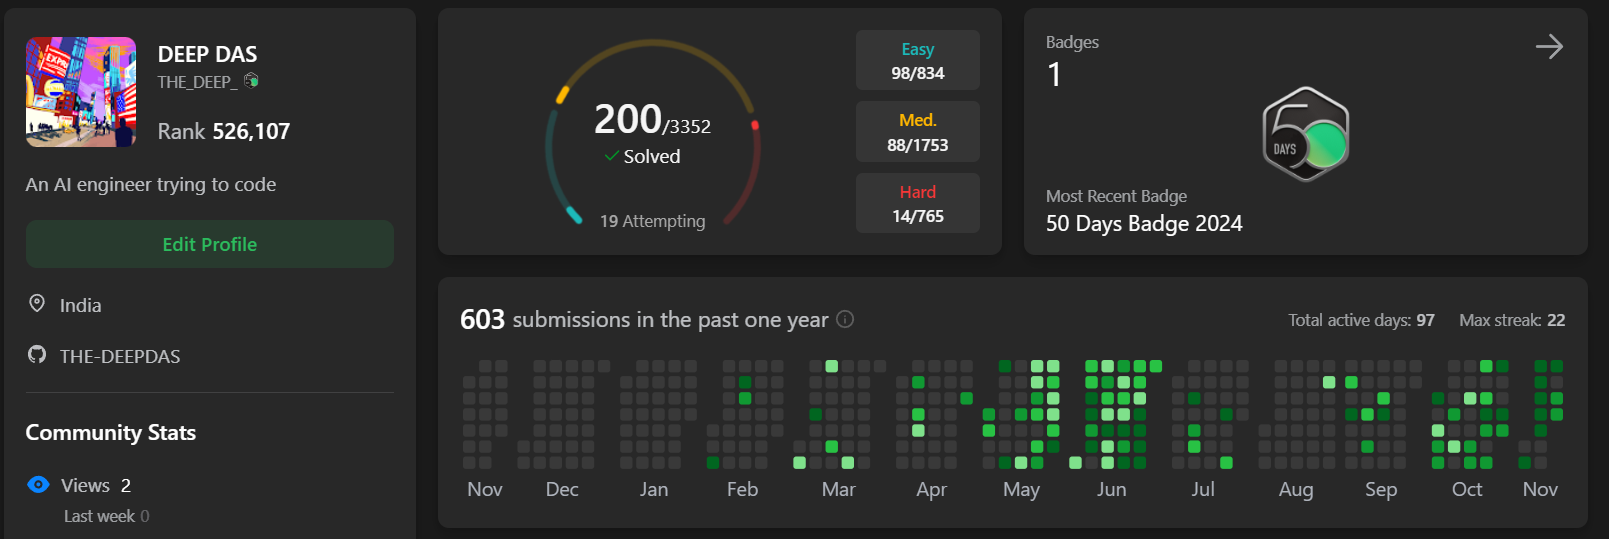 DEEP DAS
THE_DEEP_
Rank 526,107
An AI engineer trying to code
Edit Profile
India
THE-DEEPDAS
Community Stats
Views 2
Last week 0
200/3352
Solved
19 Attempting
Easy
98/834
Med.
88/1753
Hard
14/765
Badges
1
50
DAYS
Most Recent Badge
50 Days Badge 2024
603 submissions in the past one year
Total active days: 97 Max streak: 22
Nov Dec Jan Feb Mar Apr May Jun Jul Aug Sep Oct Nov